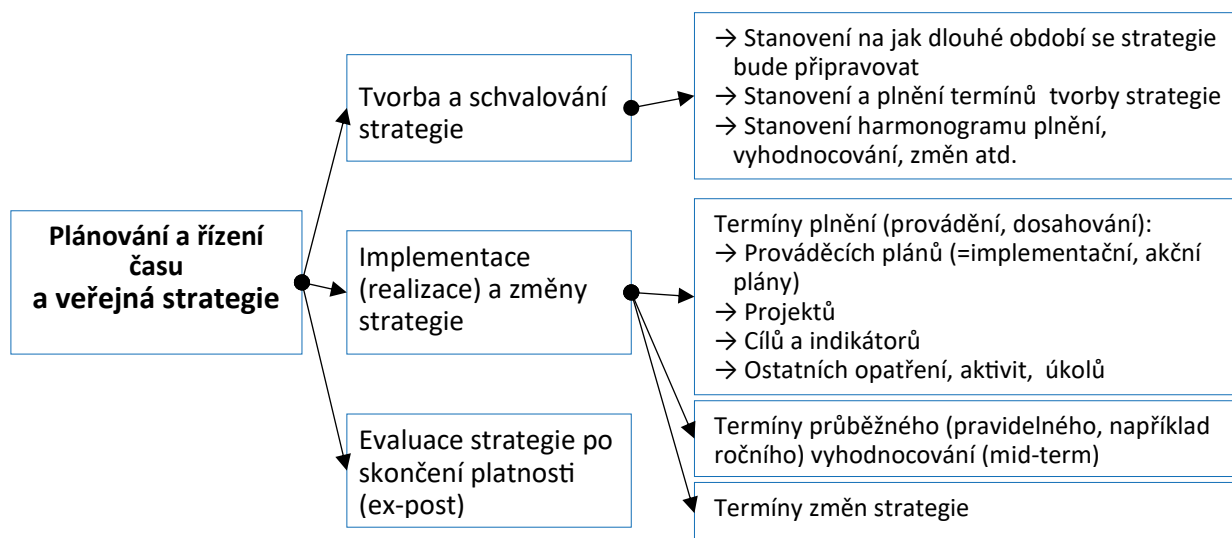 Plánování a řízení
času
a veřejná strategie
Tvorba a schvalování
strategie
→ Stanovení na jak dlouhé období se strategie
bude připravovat
→ Stanovení a plnění termínů  tvorby strategie
→ Stanovení harmonogramu plnění,
vyhodnocování, změn atd.
Implementace
(realizace) a změny
strategie
Termíny plnění (provádění, dosahování):
→ Prováděcích plánů (=implementační, akční
plány)
→ Projektů
→ Cílů a indikátorů
→ Ostatních opatření, aktivit,  úkolů
Termíny průběžného (pravidelného, například
ročního) vyhodnocování (mid-term)
Termíny změn strategie
Evaluace strategie po
skončení platnosti
(ex-post)